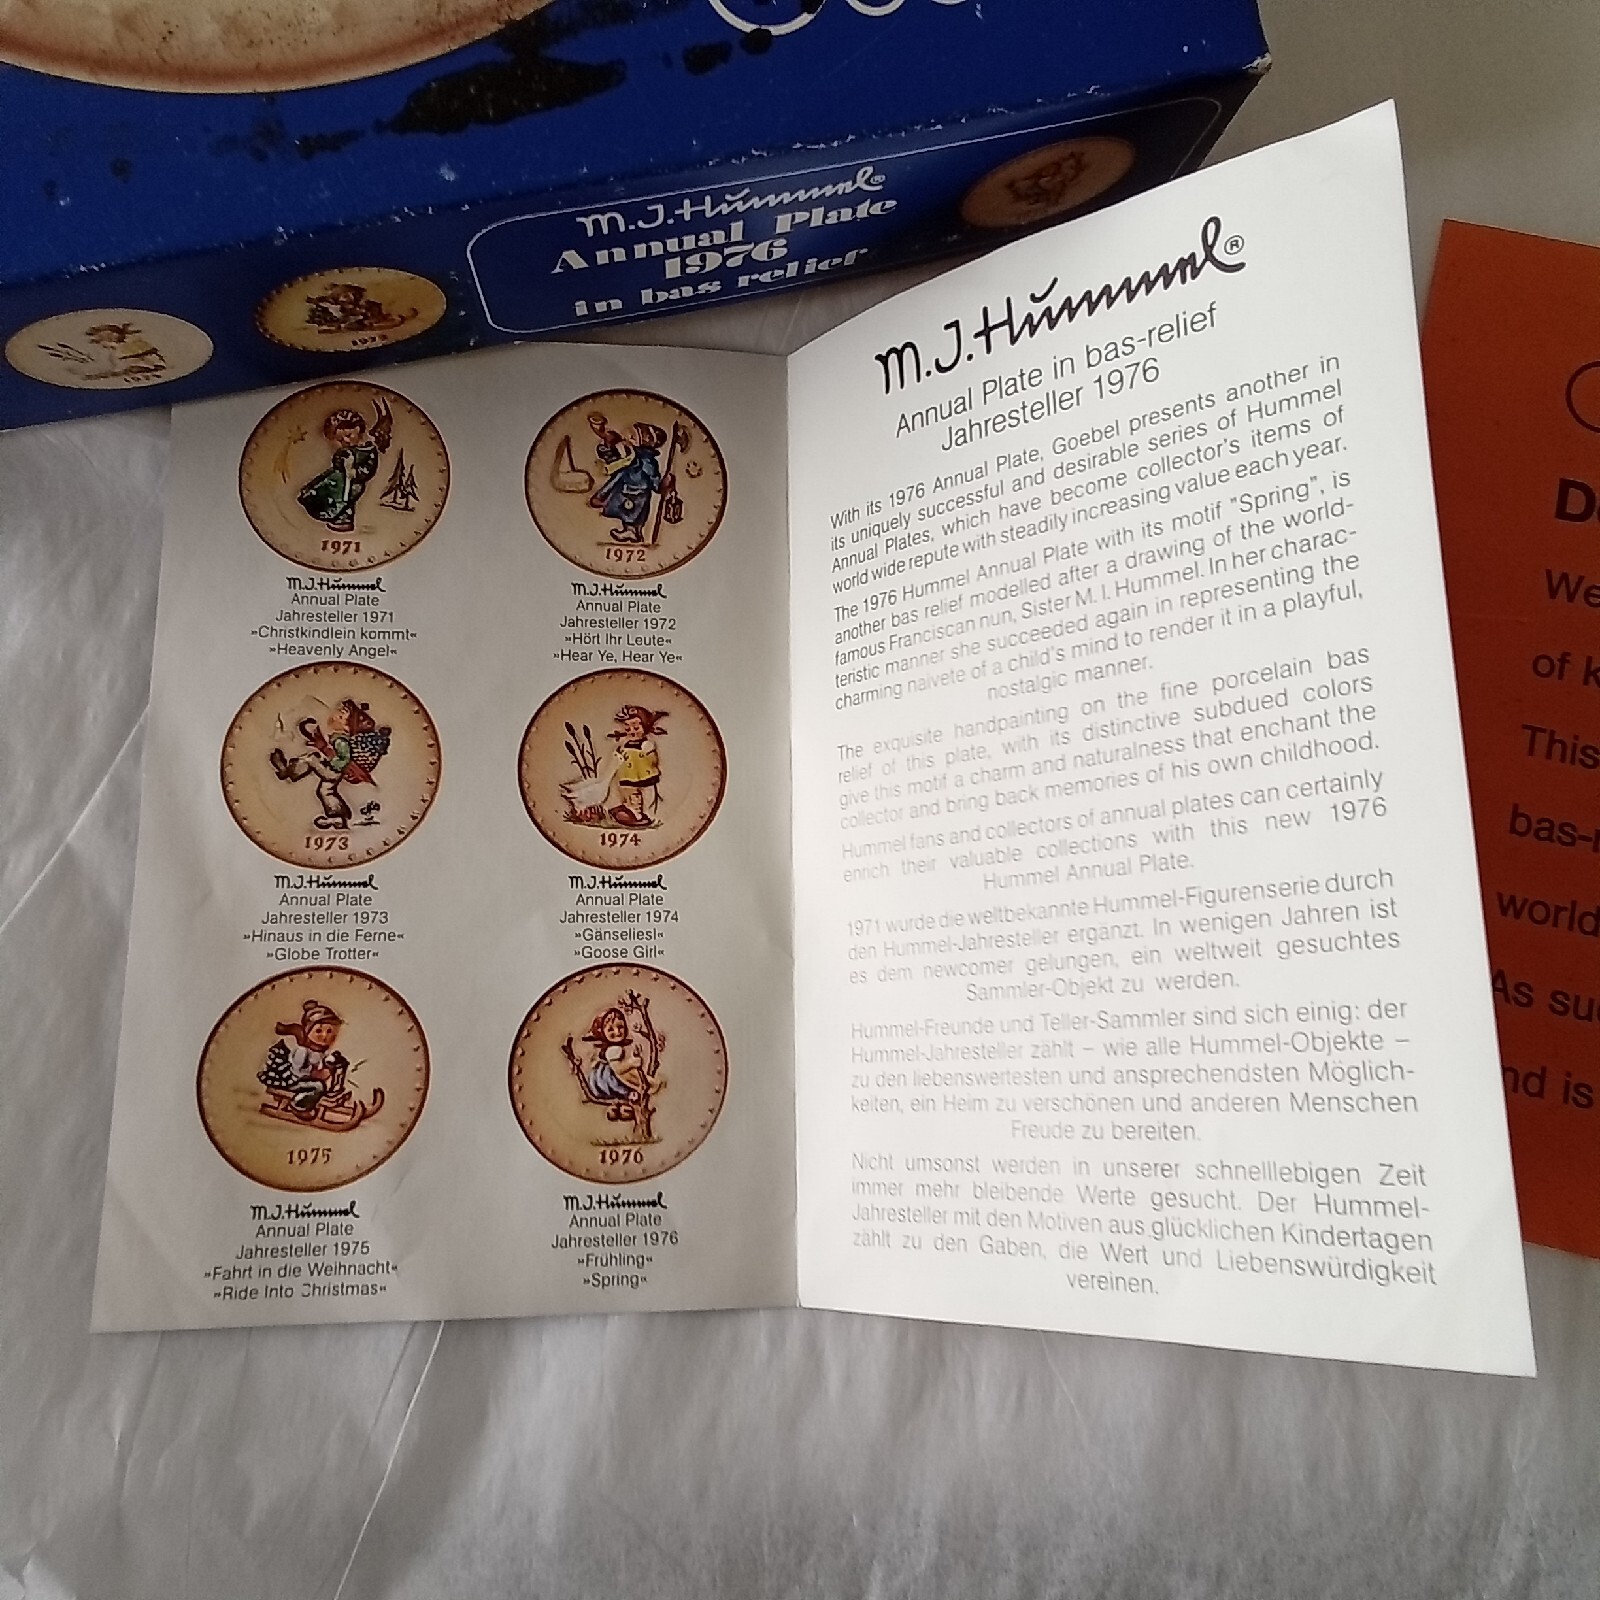 M.J.Hummel®
Annual Plate
1976
in bas relief
1974
1975
1971
M.J.Hummel
Annual Plate
Jahresteller 1971
»Christkindlein kommt«
»Heavenly Angel«
1972
M.J.Hummel
Annual Plate
Jahresteller 1972
»Hört Ihr Leute«
»Hear Ye, Hear Ye«
1973
M.J.Hummel
Annual Plate
Jahresteller 1973
»Hinaus in die Ferne«
»Globe Trotter«
1974
M.J.Hummel
Annual Plate
Jahresteller 1974
»Gänseliesl«
»Goose Girl«
1975
M.J.Hummel
Annual Plate
Jahresteller 1975
»Fahrt in die Weihnacht«
»Ride Into Christmas«
1976
M.J.Hummel
Annual Plate
Jahresteller 1976
»Frühling«
»Spring«
M.J.Hummel®
Annual Plate in bas-relief
Jahresteller 1976
With its 1976 Annual Plate, Goebel presents another in
its uniquely successful and desirable series of Hummel
Annual Plates, which have become collector's items of
world wide repute with steadily increasing value each year.
The 1976 Hummel Annual Plate with its motif "Spring", is
another bas relief modelled after a drawing of the world-
famous Franciscan nun, Sister M. I. Hummel. In her charac-
teristic manner she succeeded again in representing the
charming naivete of a child's mind to render it in a playful,
nostalgic manner.
The exquisite handpainting on the fine porcelain bas
relief of this plate, with its distinctive subdued colors
give this motif a charm and naturalness that enchant the
collector and bring back memories of his own childhood.
Hummel fans and collectors of annual plates can certainly
enrich their valuable collections with this new 1976
Hummel Annual Plate.
1971 wurde die weltbekannte Hummel-Figurenserie durch
den Hummel-Jahresteller ergänzt. In wenigen Jahren ist
es dem newcomer gelungen, ein weltweit gesuchtes
Sammler-Objekt zu werden.
Hummel-Freunde und Teller-Sammler sind sich einig: der
Hummel-Jahresteller zählt – wie alle Hummel-Objekte –
zu den liebenswertesten und ansprechendsten Möglich-
keiten, ein Heim zu verschönen und anderen Menschen
Freude zu bereiten.
Nicht umsonst werden in unserer schnelllebigen Zeit
immer mehr bleibende Werte gesucht. Der Hummel-
Jahresteller mit den Motiven aus glücklichen Kindertagen
zählt zu den Gaben, die Wert und Liebenswürdigkeit
vereinen.
We
of k
This
bas-
world
As su
nd is